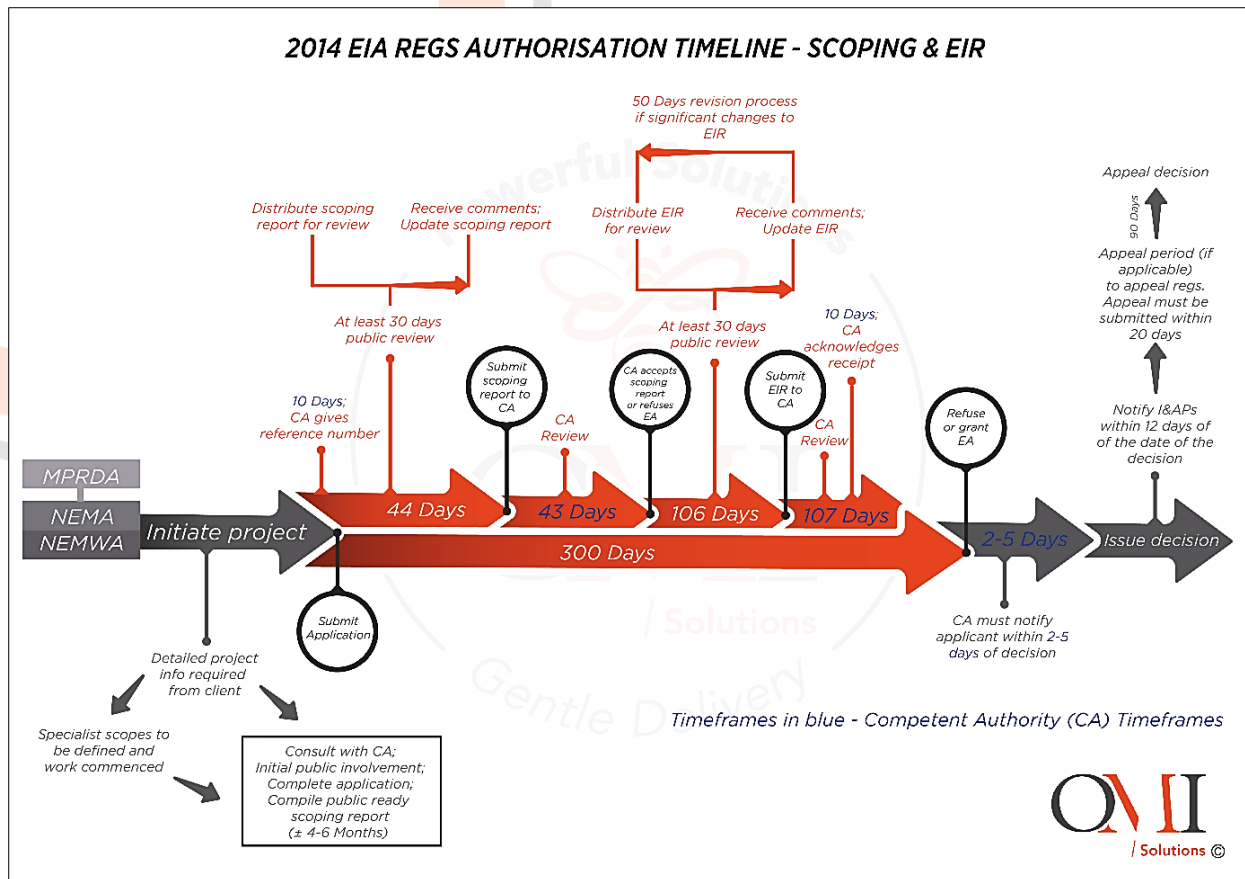 2014 EIA REGS AUTHORISATION TIMELINE - SCOPING & EIR
50 Days revision process
if significant changes to
EIR
Distribute scoping
report for review
Receive comments;
Update scoping report
Distribute EIR
for review
Receive comments;
Update EIR
At least 30 days
public review
At least 30 days
public review
10 Days;
CA gives
reference number
Submit
scoping
report to
CA
CA
Review
CA accepts
scoping
report
or refuses
EA
Submit
EIR to
CA
CA
Review
10 Days;
CA
acknowledges
receipt
Refuse
or grant
EA
Appeal decision
90 Days
Appeal period (if
applicable)
to appeal regs.
Appeal must be
submitted within
20 days
Notify I&APs
within 12 days of
of the date of the
decision
MPRDA
NEMA
NEMWA
Initiate project
44 Days
43 Days
106 Days
107 Days
300 Days
2-5 Days
Issue decision
Submit
Application
CA must notify
applicant within 2-5
days of decision
Detailed project
info required
from client
Specialist scopes to
be defined and
work commenced
Consult with CA;
Initial public involvement;
Complete application;
Compile public ready
scoping report
(± 4-6 Months)
Timeframes in blue - Competent Authority (CA) Timeframes
Powerful Solutions
OMI
/ Solutions
Gentle Delivery
OMI
/ Solutions ©